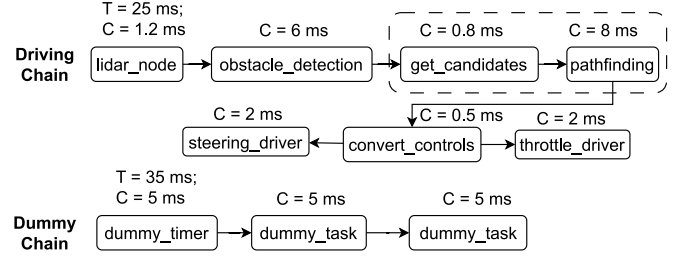 T = 25 ms;
C = 1.2 ms
C = 6 ms
C = 0.8 ms
C = 8 ms
Driving
Chain
lidar_node
obstacle_detection
get_candidates
pathfinding
C = 2 ms
C = 0.5 ms
C = 2 ms
steering_driver
convert_controls
throttle_driver
T = 35 ms;
C = 5 ms
C = 5 ms
C = 5 ms
Dummy
Chain
dummy_timer
dummy_task
dummy_task